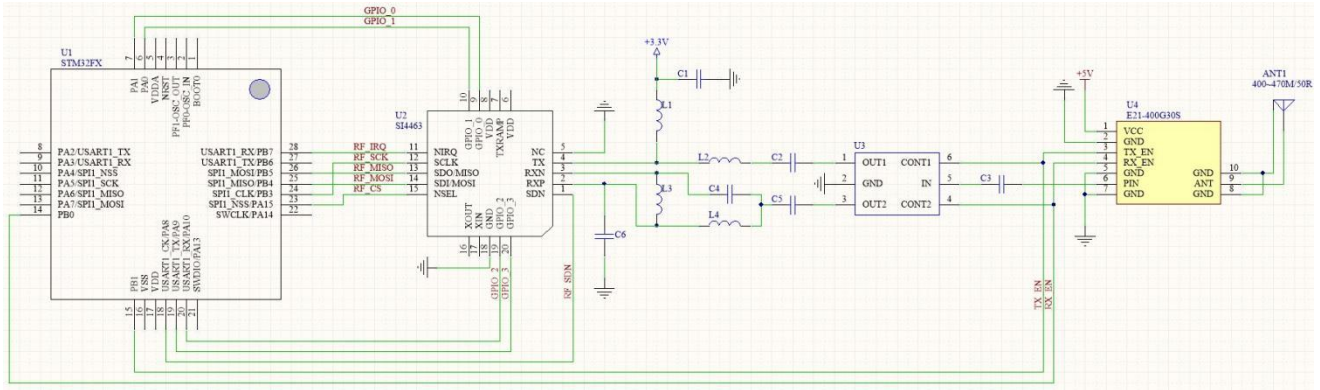 GPIO_0
GPIO_1
U1
STM32FX
7 6 5 4 3 2 1
PA1
PA0
VDDA
NRST
PF1-OSC_OUT
PF0-OSC_IN
BOOT0
8 PA2/USART1_TX
9 PA3/USART1_RX
10 PA4/SPI1_NSS
11 PA5/SPI1_SCK
12 PA6/SPI1_MISO
13 PA7/SPI1_MOSI
14 PB0
USART1_RX/PB7 28
USART1_TX/PB6 27
SPI1_MOSI/PB5 26
SPI1_MISO/PB4 25
SPI1_CLK/PB3 24
SPI1_NSS/PA15 23
SWCLK/PA14 22
PB1
VSS
VDD
USART1_CK/PA8
USART1_TX/PA9
USART1_RX/PA10
SWDIO/PA13
15 16 17 18 19 20 21
RF_IRQ
RF_SCK
RF_MISO
RF_MOSI
RF_CS
U2
SI4463
10 9 8 7 6
GPIO_1
GPIO_0
VDD
TXRAMP
VDD
11 NIRQ
12 SCLK
13 SDO/MISO
14 SDI/MOSI
15 NSEL
NC 5
TX 4
RXN 3
RXP 2
SDN 1
XOUT
XIN
GND
GPIO_2
GPIO_3
16 17 18 19 20
GPIO_2
GPIO_3
RF_SDN
+3.3V
C1
L1
L2
C2
L3
C4
C5
L4
C6
U3
1 OUT1
2 GND
3 OUT2
CONT1 6
IN 5
CONT2 4
C3
TX_EN
RX_EN
+5V
U4
E21-400G30S
1 VCC
2 GND
3 TX_EN
4 RX_EN
5 GND
6 PIN
7 GND
GND 10
ANT 9
GND 8
ANT1
400~470M/50R